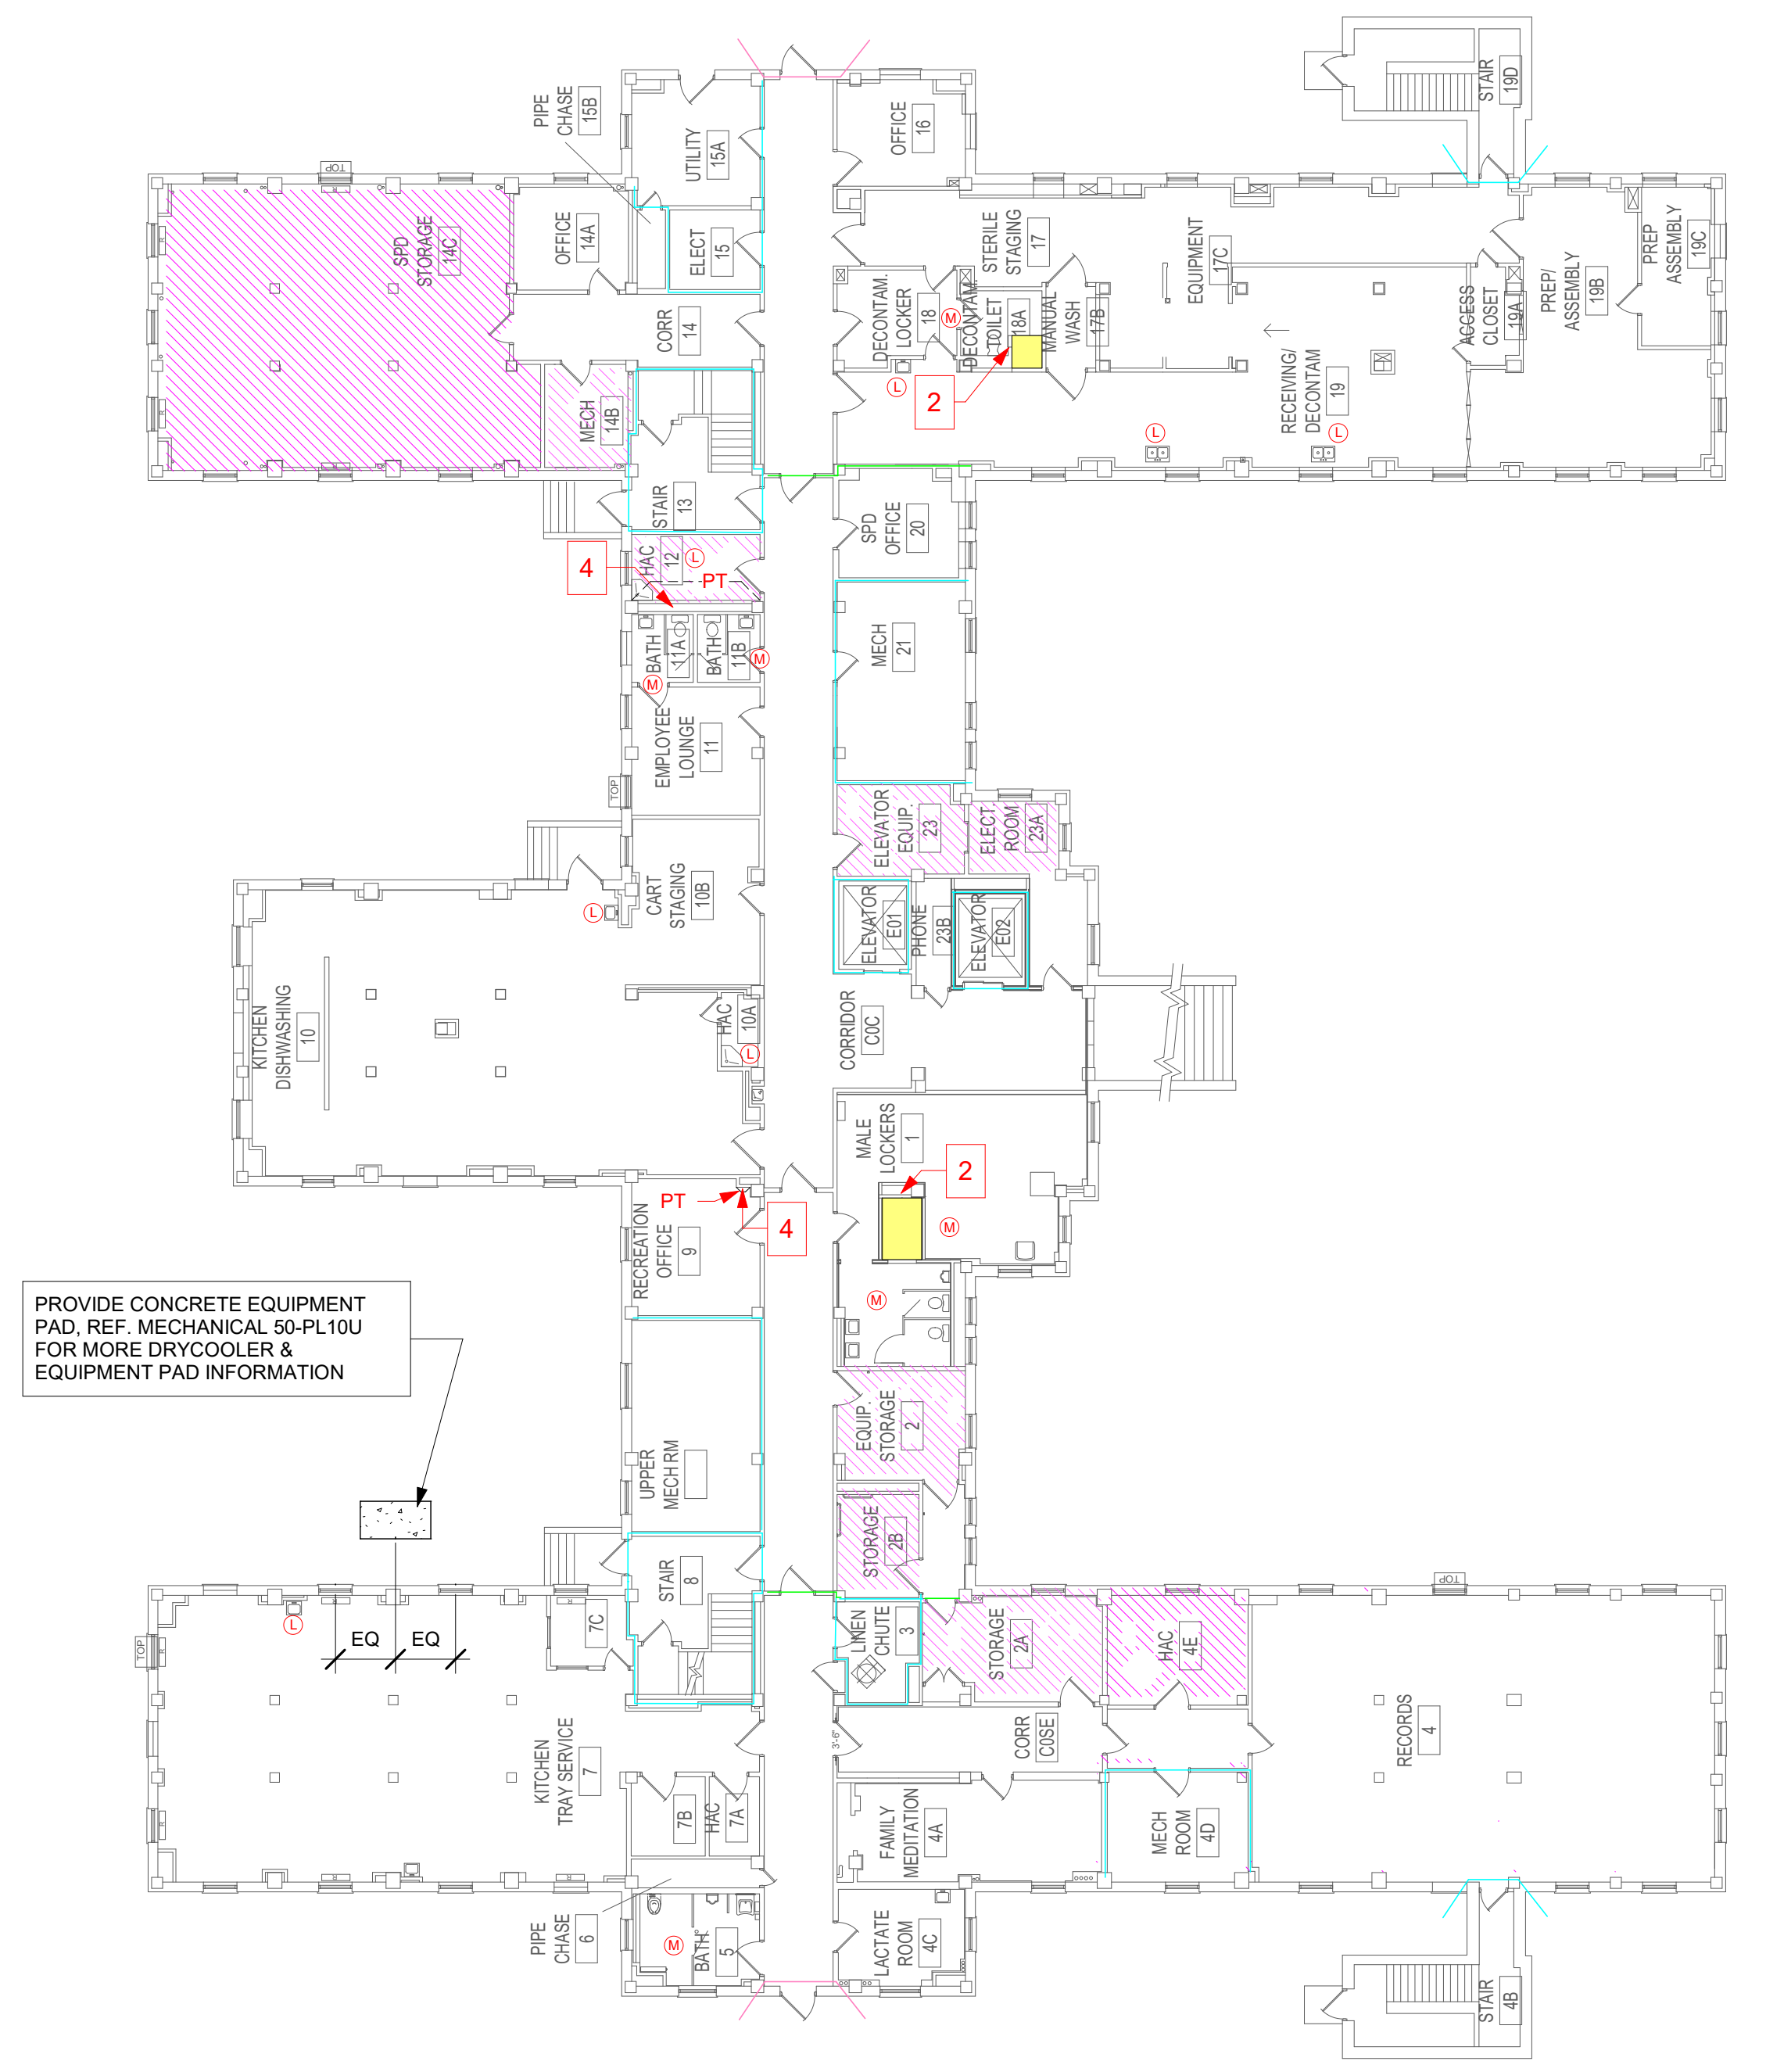 PIPE
CHASE
15B
UTILITY
15A
OFFICE
16
STAIR
19D
TOP
SPD
STORAGE
14C
OFFICE
14A
ELECT
15
STERILE
STAGING
17
EQUIPMENT
17C
PREP
ASSEMBLY
19C
PREP/
ASSEMBLY
19B
CORR
14
DECONTAM.
LOCKER
18
M
DECONTAM.
TOILET
18A
MANUAL
WASH
17B
ACCESS
CLOSET
19A
MECH
14B
L
2
RECEIVING/
DECONTAM
19
L
L
R
R
STAIR
13
SPD
OFFICE
20
4
HAC
12
L
PT
BATH
11A
BATH
11B
M
M
MECH
21
EMPLOYEE
LOUNGE
11
TOP
ELEVATOR
EQUIP.
23
ELECT.
ROOM
23A
CART
STAGING
10B
L
ELEVATOR
E01
PHONE
23B
ELEVATOR
E02
KITCHEN
DISHWASHING
10
HAC
10A
L
CORRIDOR
C0C
MALE
LOCKERS
1
2
PT
4
M
RECREATION
OFFICE
9
M
PROVIDE CONCRETE EQUIPMENT
PAD, REF. MECHANICAL 50-PL10U
FOR MORE DRYCOOLER &
EQUIPMENT PAD INFORMATION
UPPER
MECH RM
EQUIP.
STORAGE
2
STORAGE
2B
STAIR
8
TOP
L
7C
EQ
EQ
TOP
R
LINEN
CHUTE
3
STORAGE
2A
HAC
4E
KITCHEN
TRAY SERVICE
7
3'-6"
CORR
C0SE
RECORDS
4
7B
HAC
7A
FAMILY
MEDITATION
4A
MECH
ROOM
4D
R
PIPE
CHASE
6
M
BATH
5
LACTATE
ROOM
4C
STAIR
4B